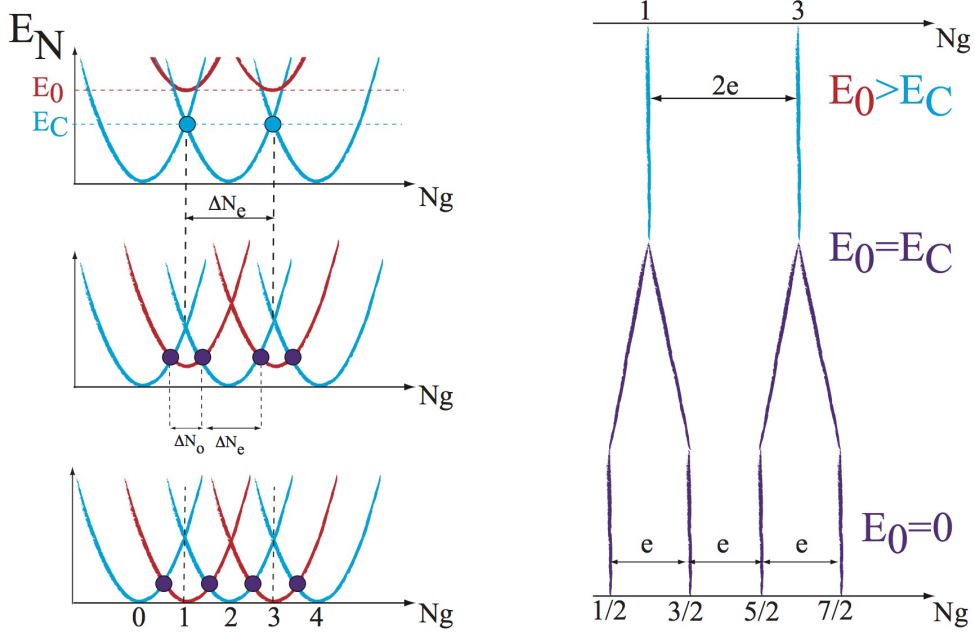 E_N
E_0
E_C
Ng
ΔN_e
Ng
ΔN_o ΔN_e
0 1 2 3 4 Ng
1 3
Ng
2e
E_0>E_C
E_0=E_C
E_0=0
e e e
1/2 3/2 5/2 7/2 Ng